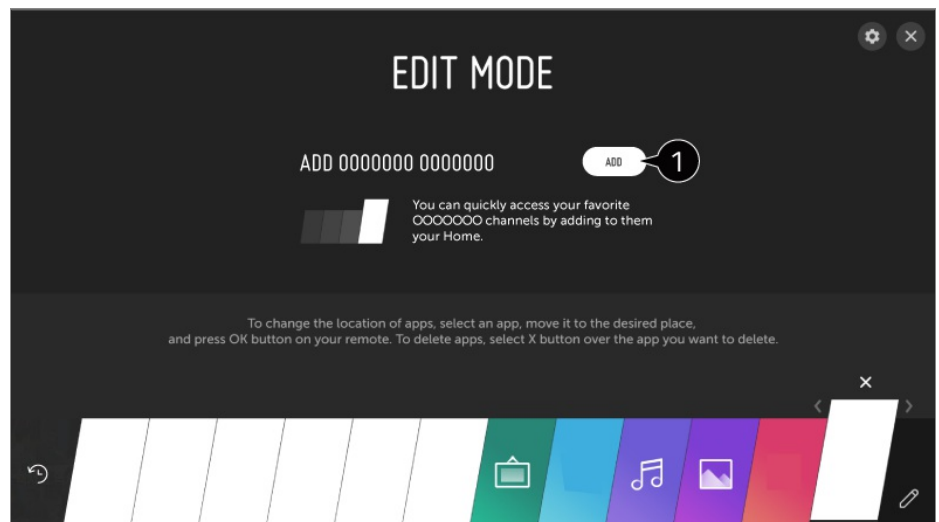 EDIT MODE
ADD OOOOOOO OOOOOOO
ADD
1
You can quickly access your favorite
OOOOOOO channels by adding to them
your Home.
To change the location of apps, select an app, move it to the desired place,
and press OK button on your remote. To delete apps, select X button over the app you want to delete.